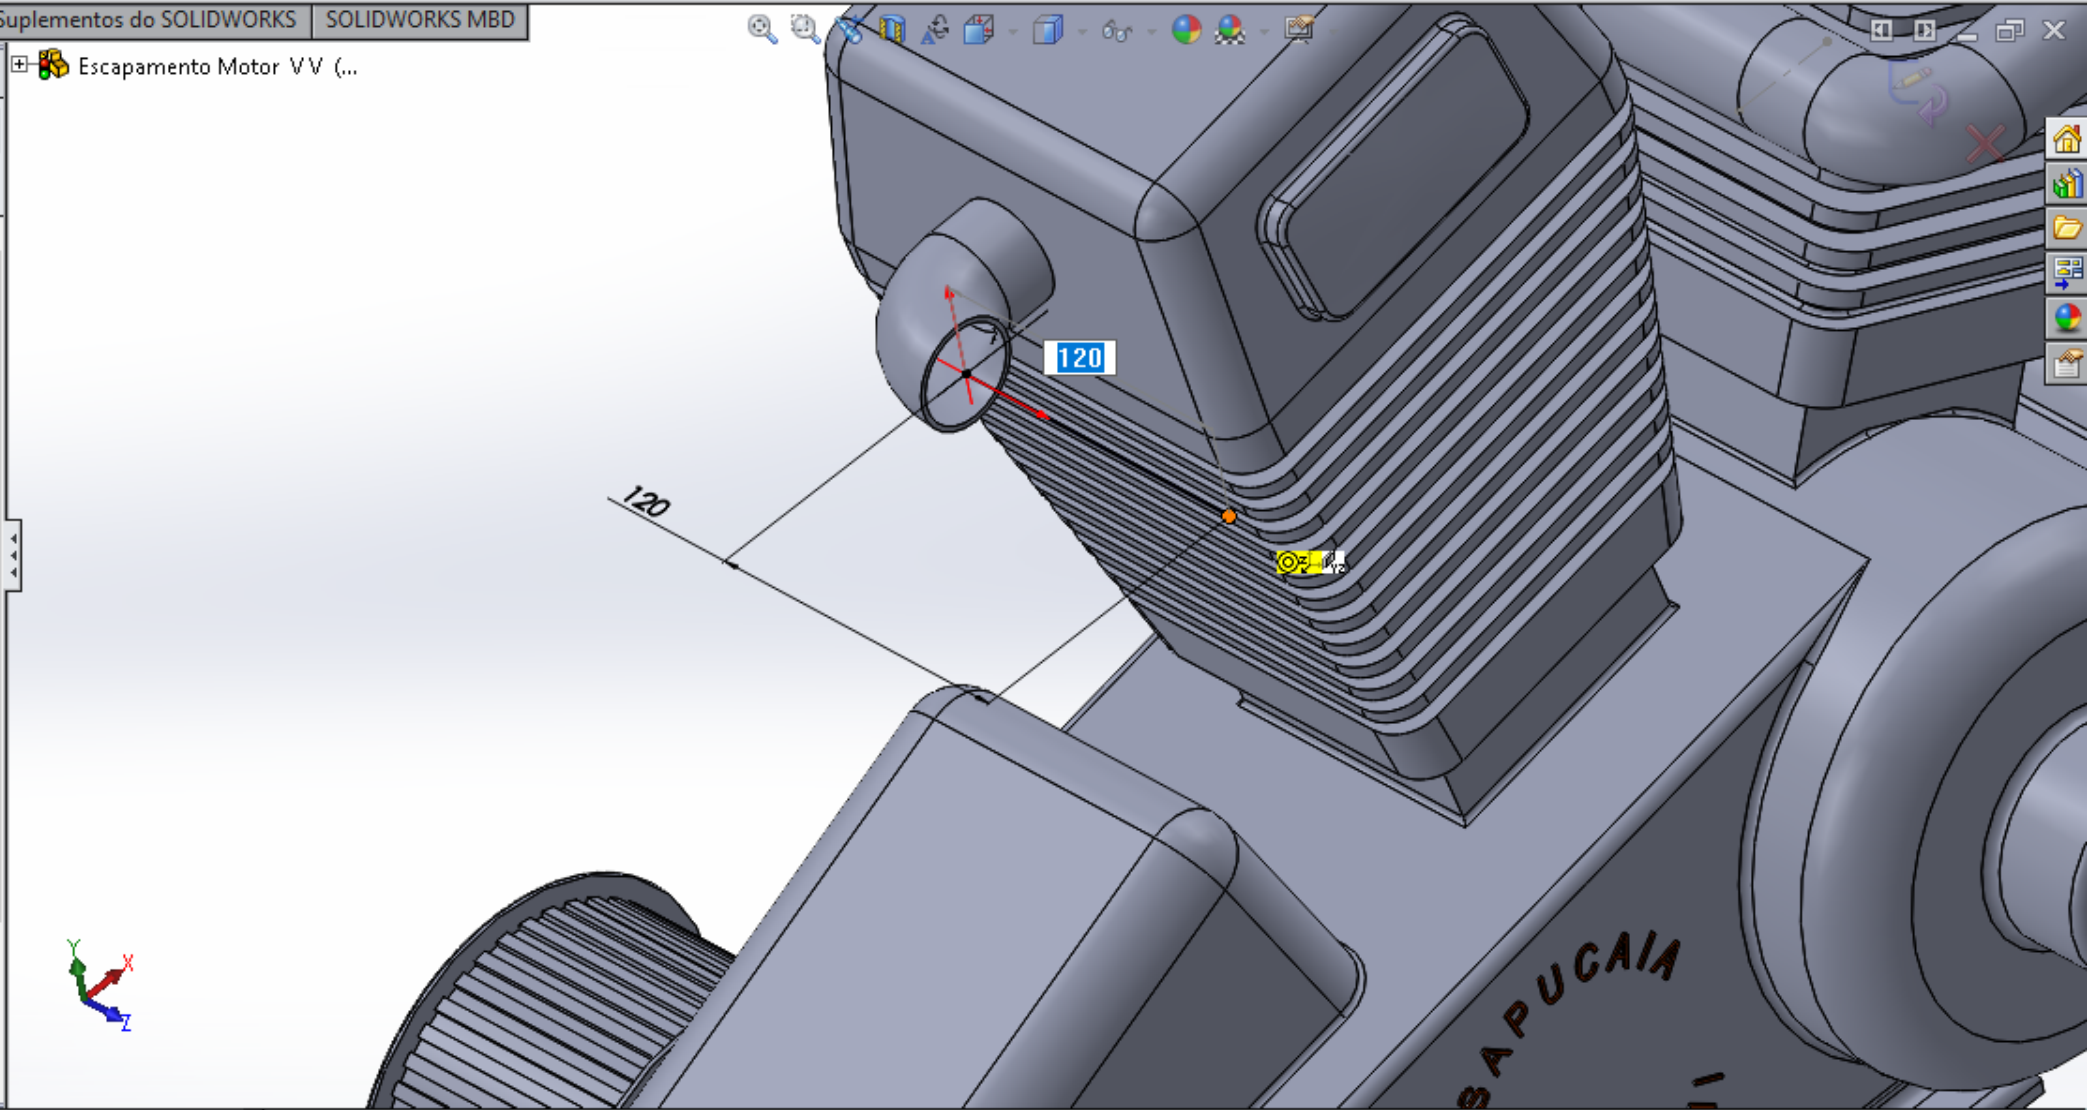 Suplementos do SOLIDWORKS
SOLIDWORKS MBD
Escapamento Motor V V (...
120
120
Y
X
Z
SAPUCAIA